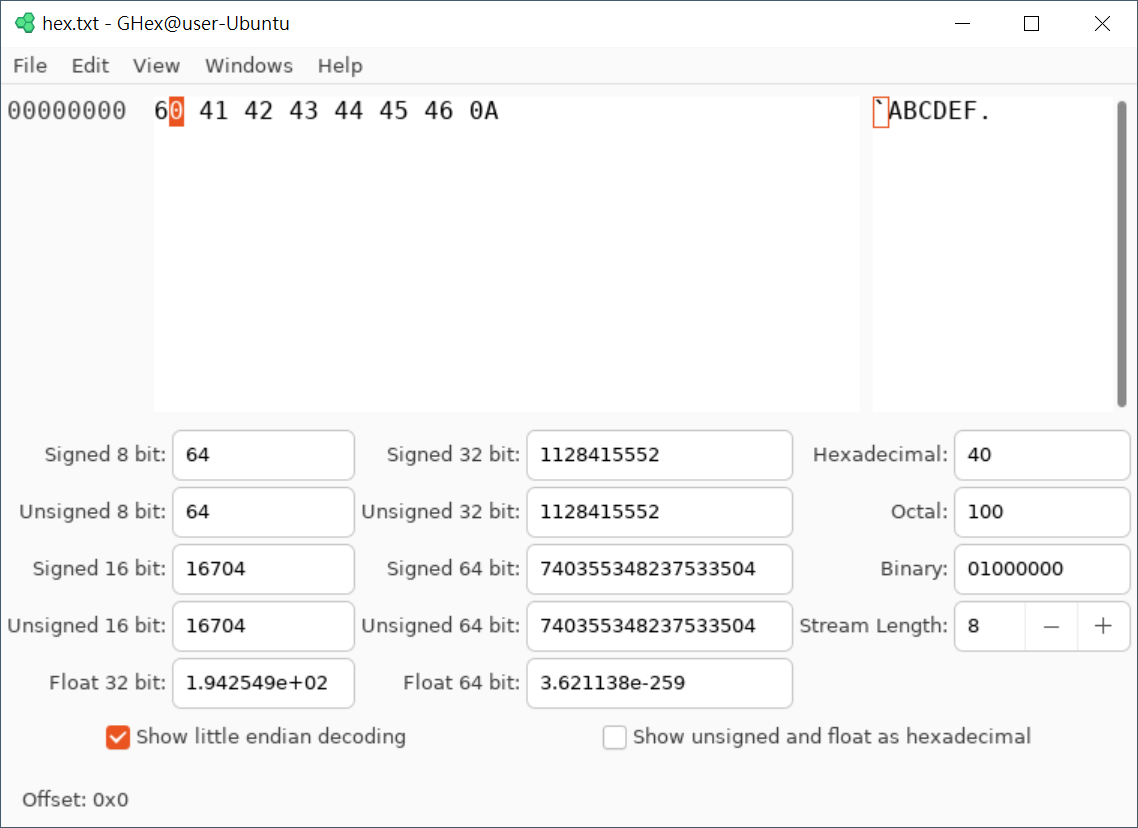 hex.txt - GHex@user-Ubuntu
File Edit View Windows Help
00000000 60 41 42 43 44 45 46 0A `ABCDEF.
Signed 8 bit: 64 Signed 32 bit: 1128415552 Hexadecimal: 40
Unsigned 8 bit: 64 Unsigned 32 bit: 1128415552 Octal: 100
Signed 16 bit: 16704 Signed 64 bit: 740355348237533504 Binary: 01000000
Unsigned 16 bit: 16704 Unsigned 64 bit: 740355348237533504 Stream Length: 8 − +
Float 32 bit: 1.942549e+02 Float 64 bit: 3.621138e-259
Show little endian decoding Show unsigned and float as hexadecimal
Offset: 0x0